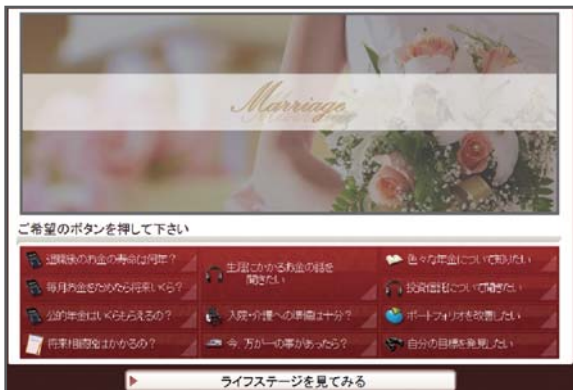 Marriage
ご希望のボタンを押して下さい
退職後のお金の寿命は何年？
毎月お金をためたら将来いくら？
公的年金はいくらもらえるの？
将来相続税はかかるの？
生涯にかかるお金の話を
聞きたい
入院・介護への準備は十分？
今、万が一の事があったら？
色々な年金について知りたい
投資信託について聞きたい
ポートフォリオを改善したい
自分の目標を発見したい
ライフステージを見てみる